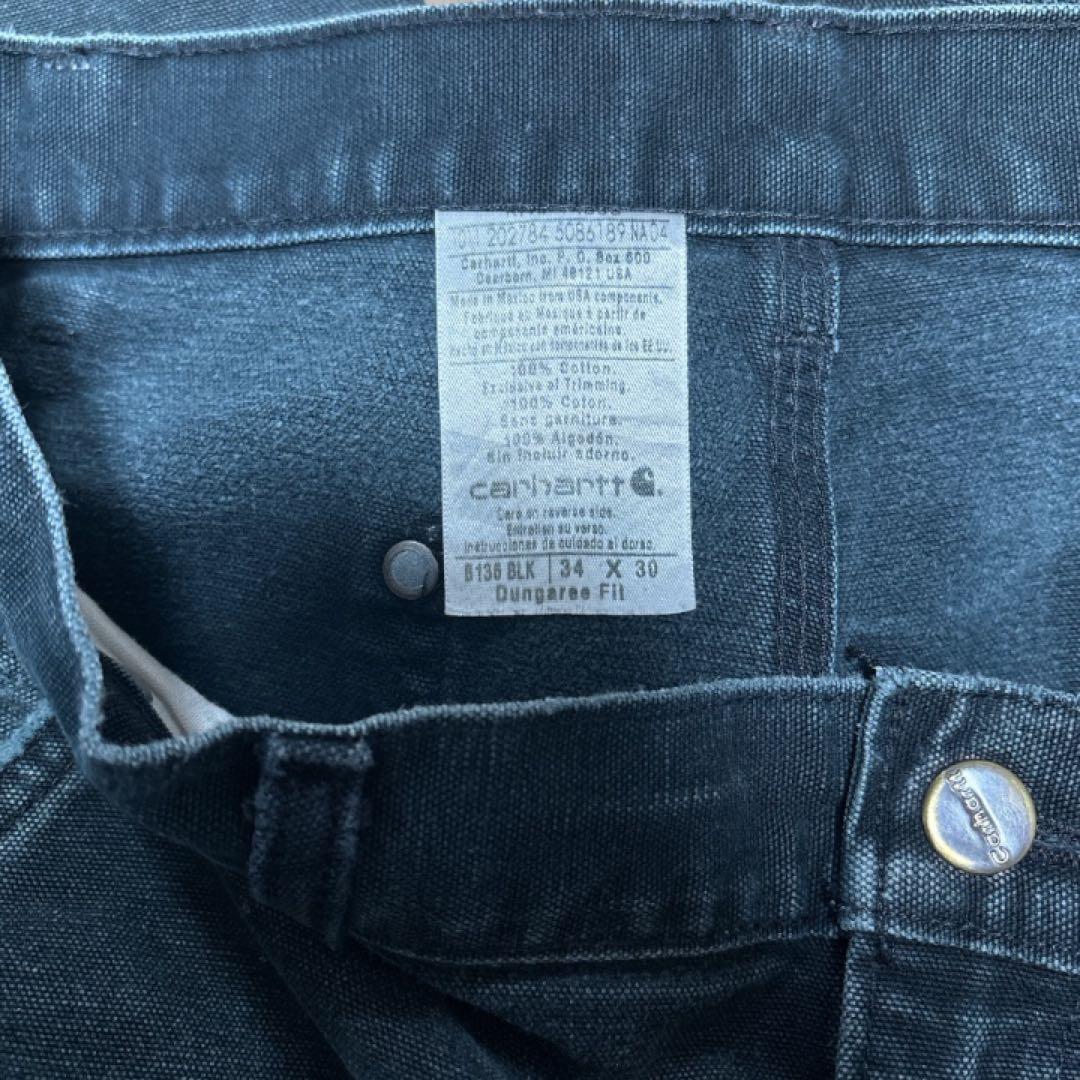 202784 6086189 NA04
Carhartt, Inc. P. O. Box 600
Dearborn, MI 48121 USA
Made in Mexico from USA components.
Fabriqué au Mexique à partir de
composants américains.
Hecho en México con componentes de los EE.UU.
100% Cotton.
Exclusive of Trimming.
100% Coton.
Sans garniture.
100% Algodón.
Sin incluir adorno.
carhartt
Care on reverse side.
Entretien au verso.
Instrucciones de cuidado al dorso.
B136 BLK 34 X 30
Dungaree Fit
Carhartt